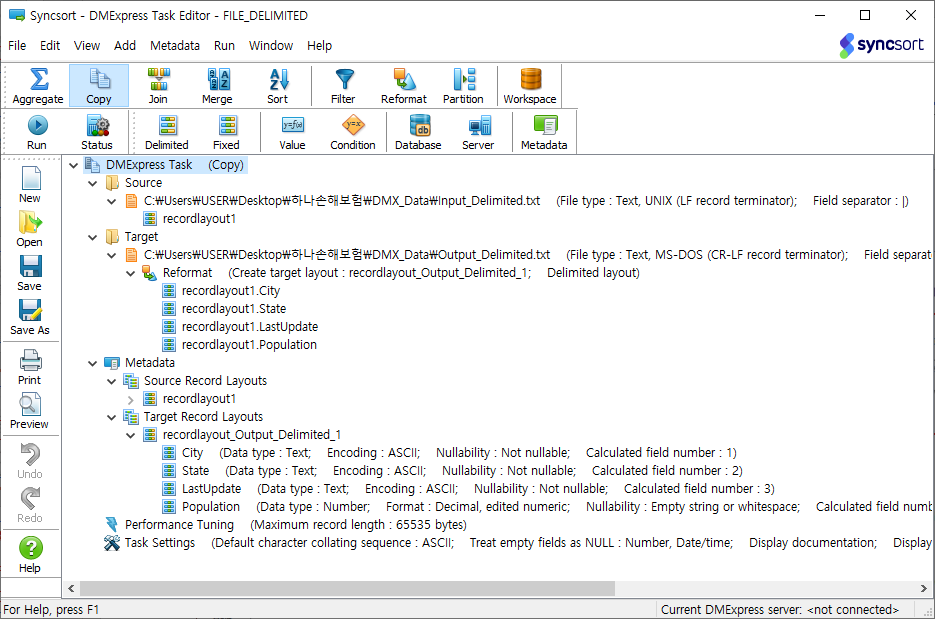 Syncsort - DMExpress Task Editor - FILE_DELIMITED
File Edit View Add Metadata Run Window Help
syncsort
Aggregate Copy Join Merge Sort Filter Reformat Partition Workspace
Run Status Delimited Fixed Value Condition Database Server Metadata
New
Open
Save
Save As
Print
Preview
Undo
Redo
Help
DMExpress Task (Copy)
Source
C:₩Users₩USER₩Desktop₩하나손해보험₩DMX_Data₩Input_Delimited.txt (File type : Text, UNIX (LF record terminator); Field separator : |)
recordlayout1
Target
C:₩Users₩USER₩Desktop₩하나손해보험₩DMX_Data₩Output_Delimited.txt (File type : Text, MS-DOS (CR-LF record terminator); Field separat
Reformat (Create target layout : recordlayout_Output_Delimited_1; Delimited layout)
recordlayout1.City
recordlayout1.State
recordlayout1.LastUpdate
recordlayout1.Population
Metadata
Source Record Layouts
recordlayout1
Target Record Layouts
recordlayout_Output_Delimited_1
City (Data type : Text; Encoding : ASCII; Nullability : Not nullable; Calculated field number : 1)
State (Data type : Text; Encoding : ASCII; Nullability : Not nullable; Calculated field number : 2)
LastUpdate (Data type : Text; Encoding : ASCII; Nullability : Not nullable; Calculated field number : 3)
Population (Data type : Number; Format : Decimal, edited numeric; Nullability : Empty string or whitespace; Calculated field numb
Performance Tuning (Maximum record length : 65535 bytes)
Task Settings (Default character collating sequence : ASCII; Treat empty fields as NULL : Number, Date/time; Display documentation; Display
For Help, press F1
Current DMExpress server: <not connected>